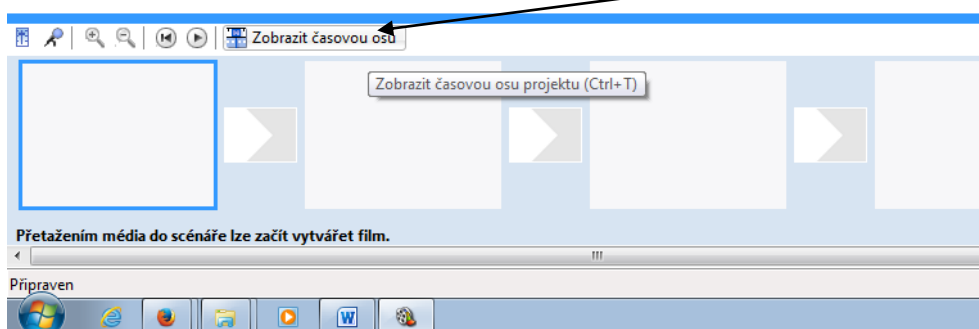 Zobrazit časovou osu
Zobrazit časovou osu projektu (Ctrl+T)
Přetažením média do scénáře lze začít vytvářet film.
Připraven